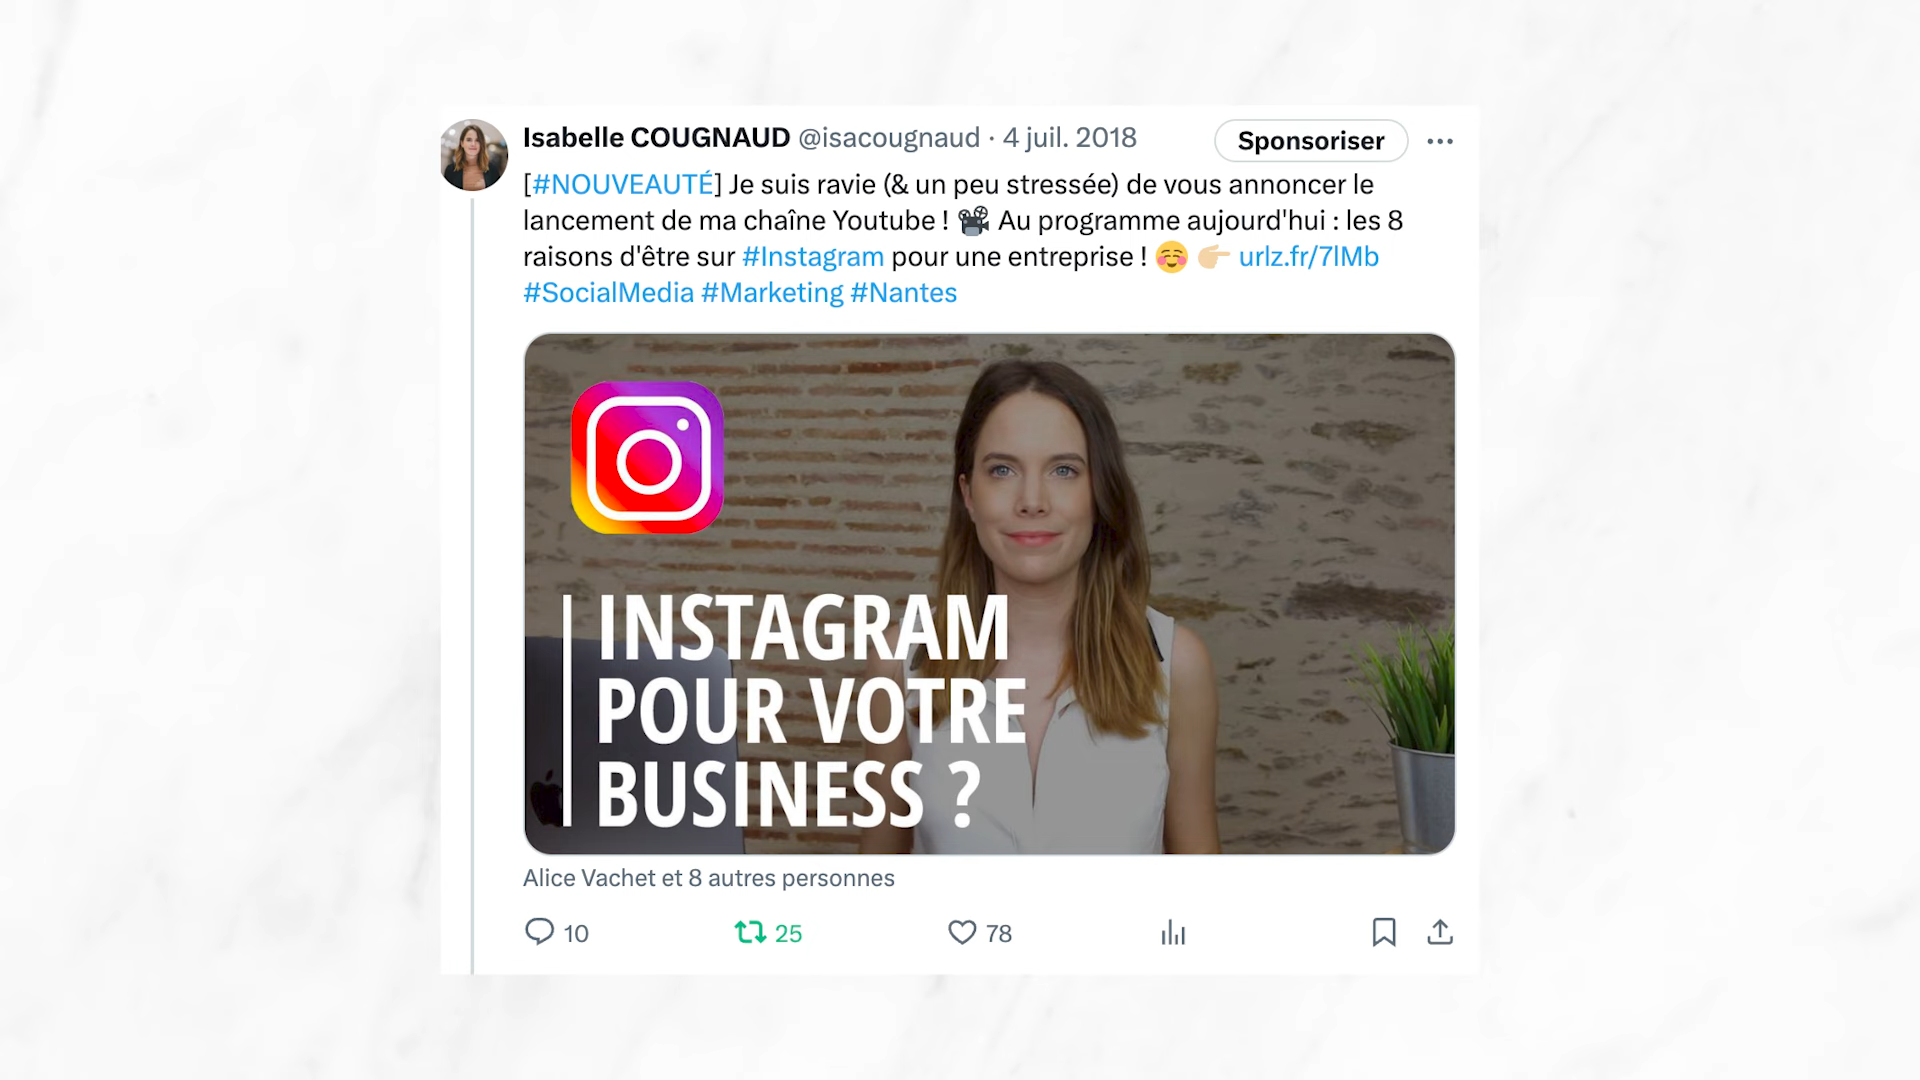 Isabelle COUGNAUD @isacougnaud · 4 juil. 2018
Sponsoriser
[#NOUVEAUTÉ] Je suis ravie (& un peu stressée) de vous annoncer le
lancement de ma chaîne Youtube ! 🎥 Au programme aujourd'hui : les 8
raisons d'être sur #Instagram pour une entreprise ! ☺️ 👉🏼 urlz.fr/7lMb
#SocialMedia #Marketing #Nantes
INSTAGRAM
POUR VOTRE
BUSINESS ?
Alice Vachet et 8 autres personnes
10 25 78